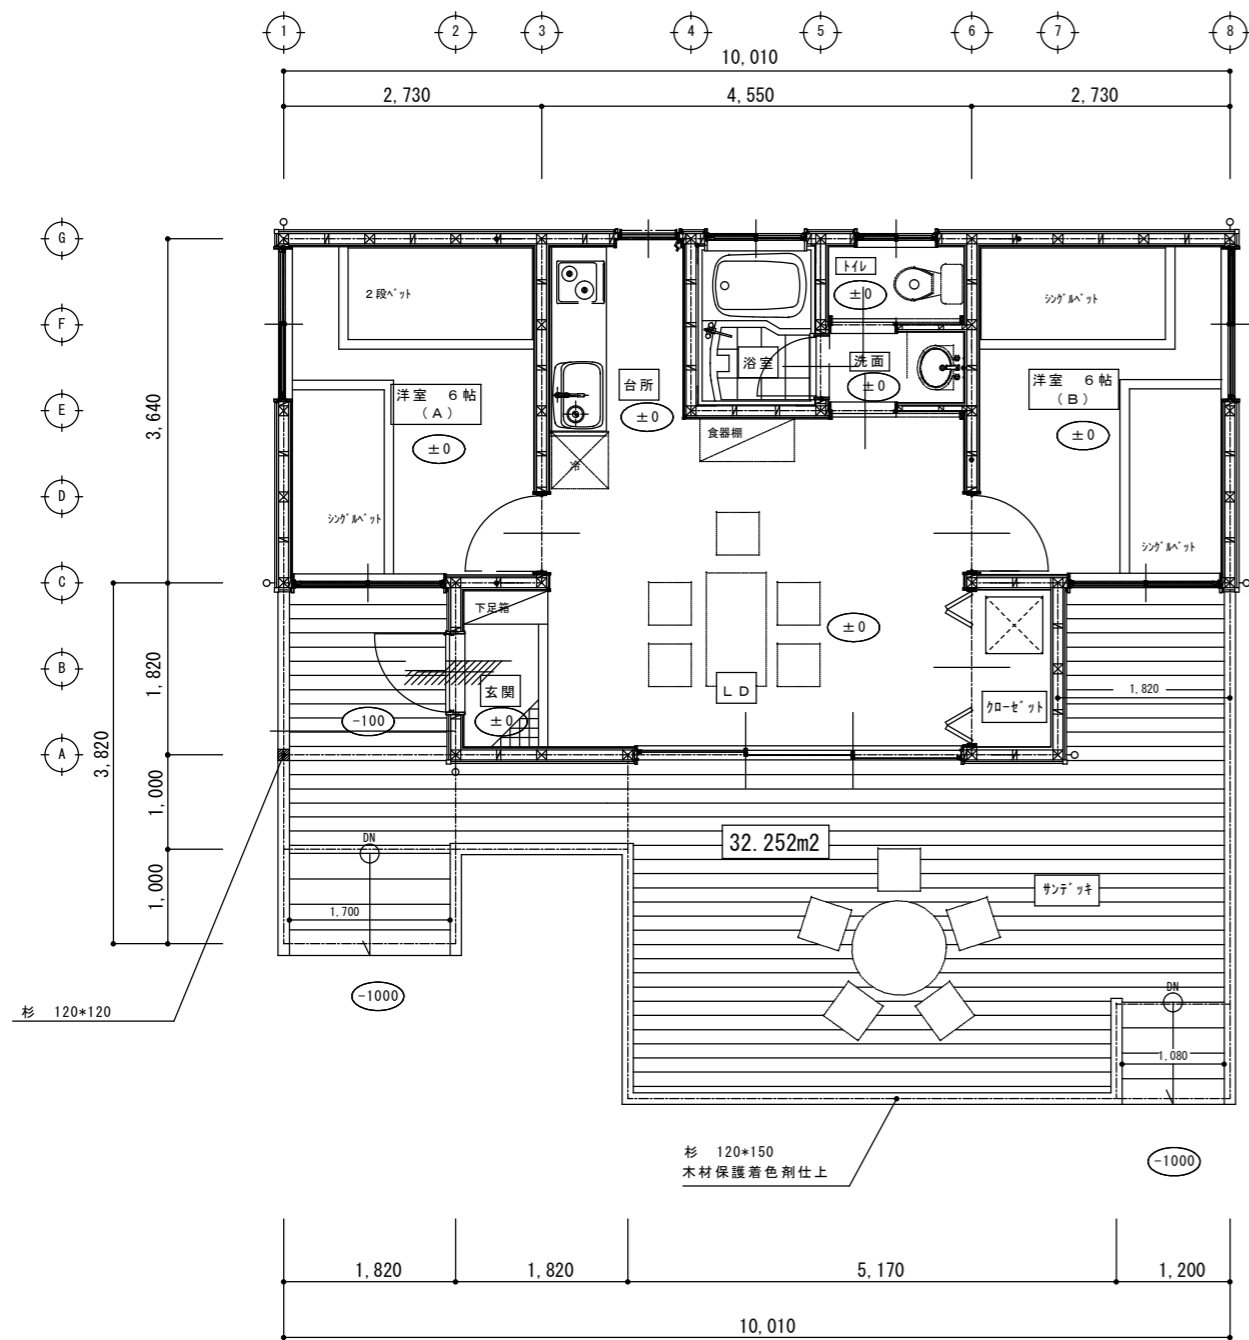 1 2 3 4 5 6 7 8
10,010
2,730 4,550 2,730
G
F
E
D
C
B
A
3,640
1,820
3,820
1,000
1,000
2段ベット
洋室 6帖
(A)
±0
シングルベット
台所
±0
冷
浴室
トイレ
±0
洗面
±0
食器棚
シングルベット
洋室 6帖
(B)
±0
シングルベット
下足箱
玄関
±0
-100
±0
LD
クローゼット
1,820
32.252m2
サンデッキ
DN
1,700
-1000
杉 120*120
DN
1,080
-1000
杉 120*150
木材保護着色剤仕上
1,820 1,820 5,170 1,200
10,010